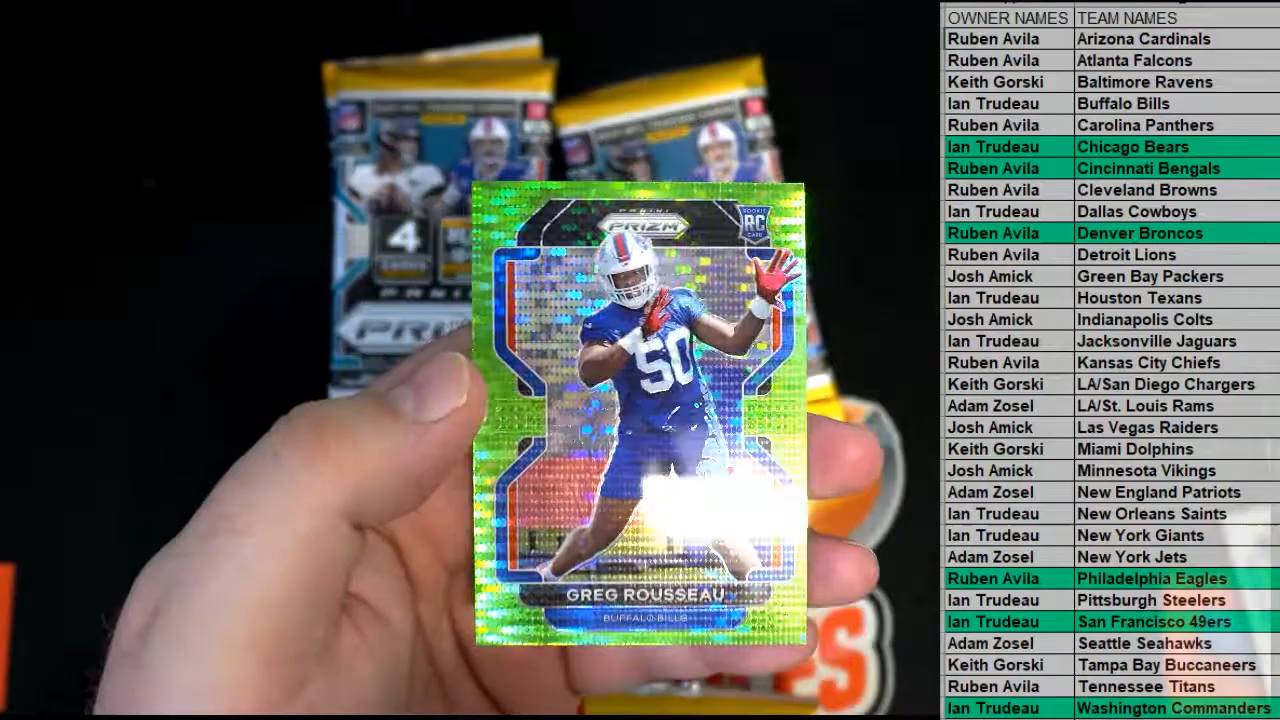 OWNER NAMES TEAM NAMES
Ruben Avila Arizona Cardinals
Ruben Avila Atlanta Falcons
Keith Gorski Baltimore Ravens
Ian Trudeau Buffalo Bills
Ruben Avila Carolina Panthers
Ian Trudeau Chicago Bears
Ruben Avila Cincinnati Bengals
Ruben Avila Cleveland Browns
Ian Trudeau Dallas Cowboys
Ruben Avila Denver Broncos
Ruben Avila Detroit Lions
Josh Amick Green Bay Packers
Ian Trudeau Houston Texans
Josh Amick Indianapolis Colts
Ian Trudeau Jacksonville Jaguars
Ruben Avila Kansas City Chiefs
Keith Gorski LA/San Diego Chargers
Adam Zosel LA/St. Louis Rams
Josh Amick Las Vegas Raiders
Keith Gorski Miami Dolphins
Josh Amick Minnesota Vikings
Adam Zosel New England Patriots
Ian Trudeau New Orleans Saints
Ian Trudeau New York Giants
Adam Zosel New York Jets
Ruben Avila Philadelphia Eagles
Ian Trudeau Pittsburgh Steelers
Ian Trudeau San Francisco 49ers
Adam Zosel Seattle Seahawks
Keith Gorski Tampa Bay Buccaneers
Ruben Avila Tennessee Titans
Ian Trudeau Washington Commanders
4
PANINI
PRIZM
ROOKIE
RC
CARD
50
GREG ROUSSEAU
BUFFALO BILLS